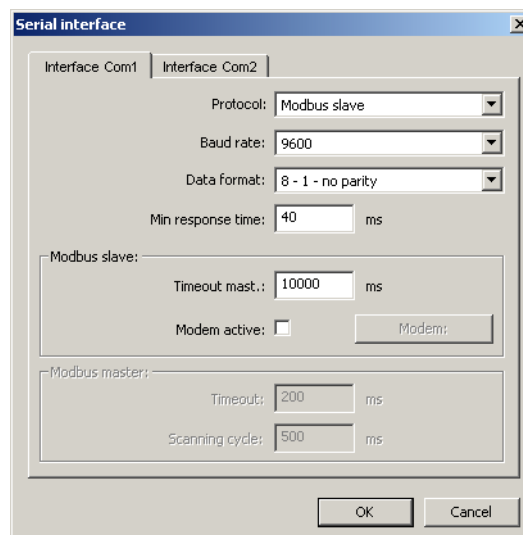 Serial interface
Interface Com1 Interface Com2
Protocol: Modbus slave
Baud rate: 9600
Data format: 8 - 1 - no parity
Min response time: 40 ms
Modbus slave:
Timeout mast.: 10000 ms
Modem active: Modem:
Modbus master:
Timeout: 200 ms
Scanning cycle: 500 ms
OK Cancel